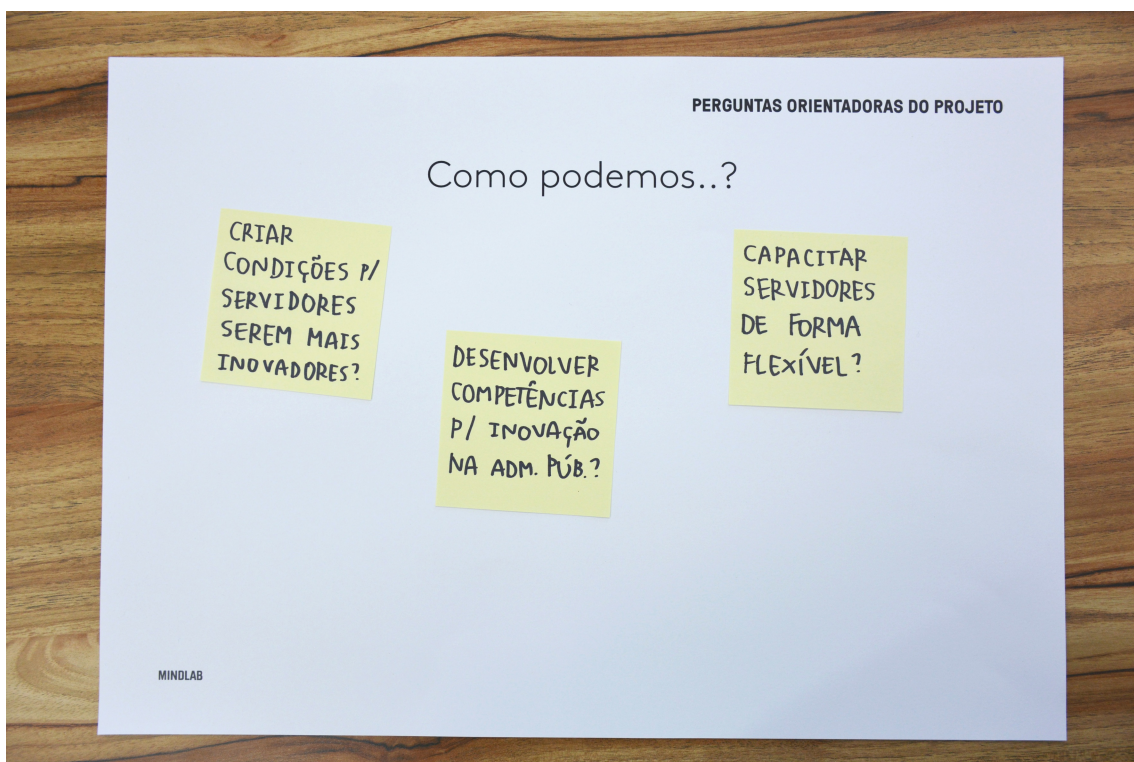 PERGUNTAS ORIENTADORAS DO PROJETO
Como podemos..?
CRIAR
CONDIÇÕES P/
SERVIDORES
SEREM MAIS
INOVADORES?
DESENVOLVER
COMPETÊNCIAS
P/ INOVAÇÃO
NA ADM. PÚB.?
CAPACITAR
SERVIDORES
DE FORMA
FLEXÍVEL?
MINDLAB